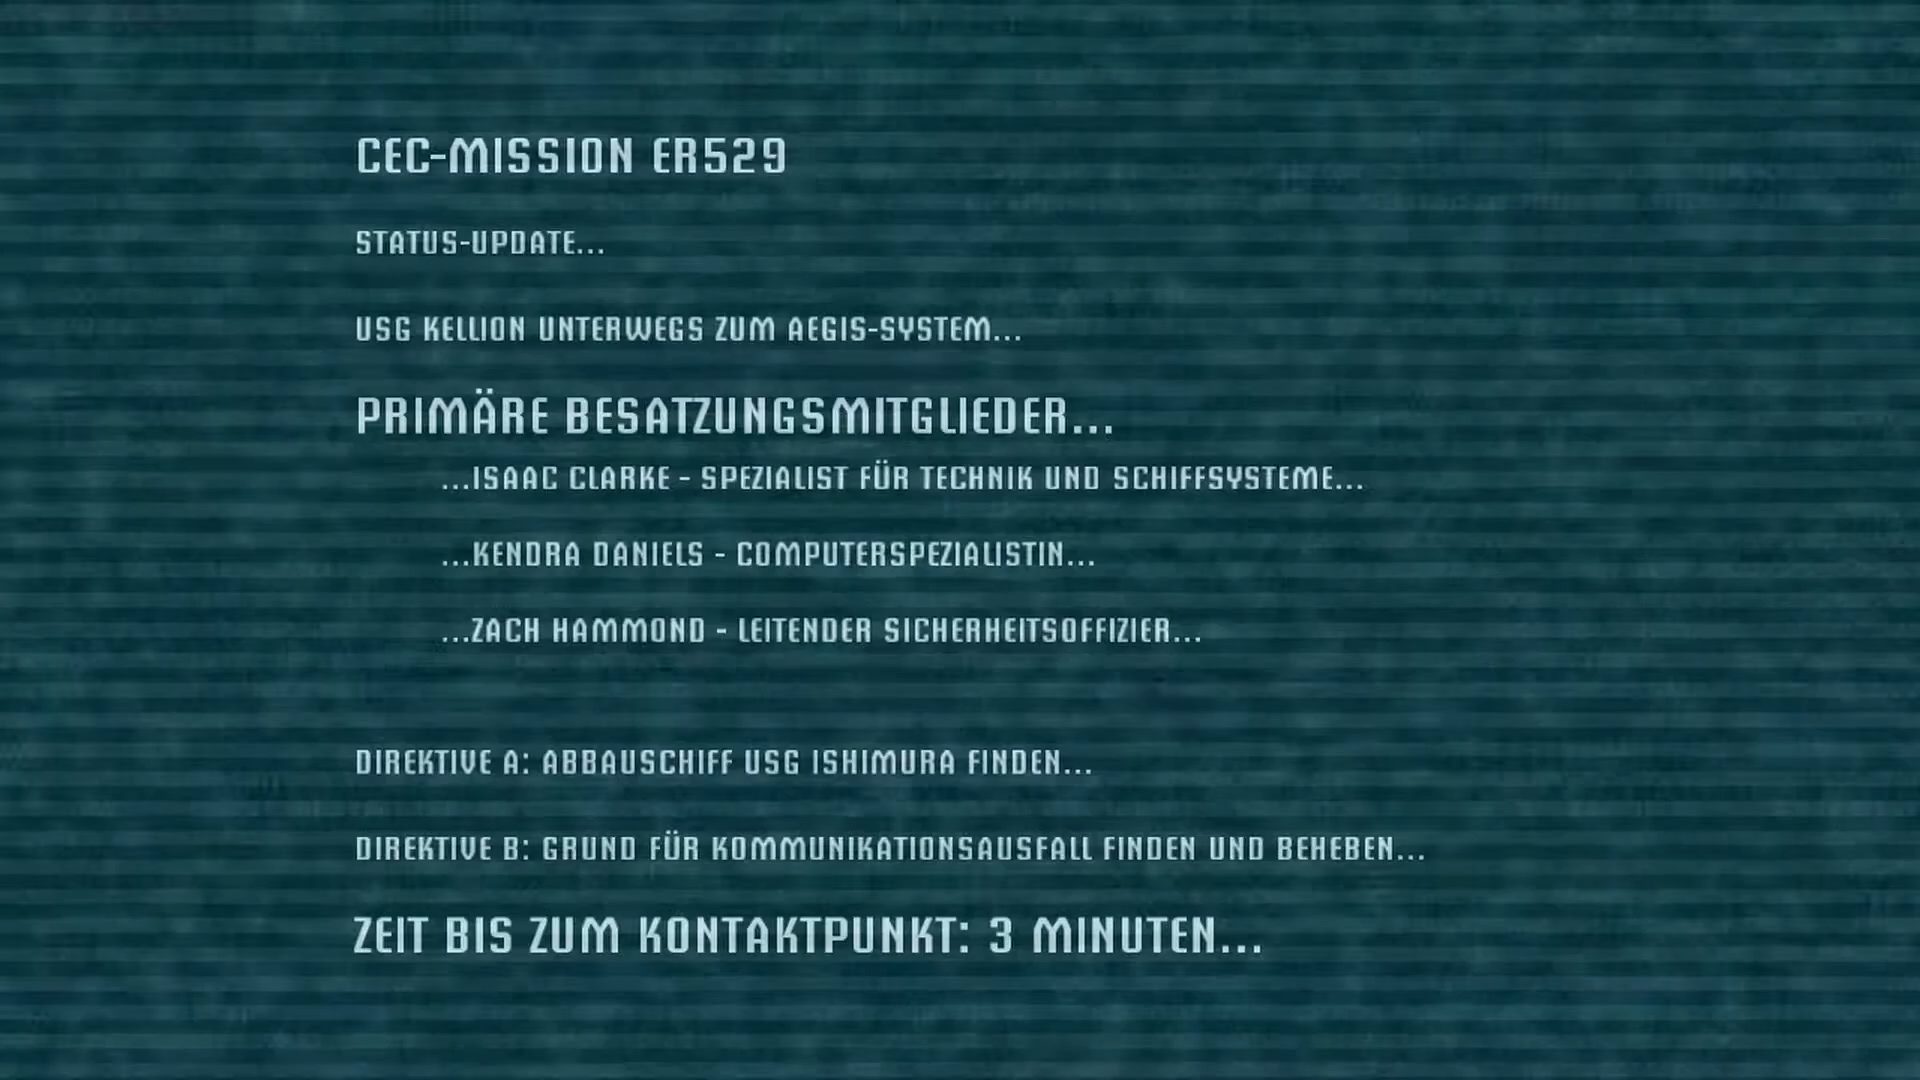 CEC-MISSION ER529
STATUS-UPDATE...
USG KELLION UNTERWEGS ZUM AEGIS-SYSTEM...
PRIMÄRE BESATZUNGSMITGLIEDER...
...ISAAC CLARKE - SPEZIALIST FÜR TECHNIK UND SCHIFFSYSTEME...
...KENDRA DANIELS - COMPUTERSPEZIALISTIN...
...ZACH HAMMOND - LEITENDER SICHERHEITSOFFIZIER...
DIREKTIVE A: ABBAUSCHIFF USG ISHIMURA FINDEN...
DIREKTIVE B: GRUND FÜR KOMMUNIKATIONSAUSFALL FINDEN UND BEHEBEN...
ZEIT BIS ZUM KONTAKTPUNKT: 3 MINUTEN...